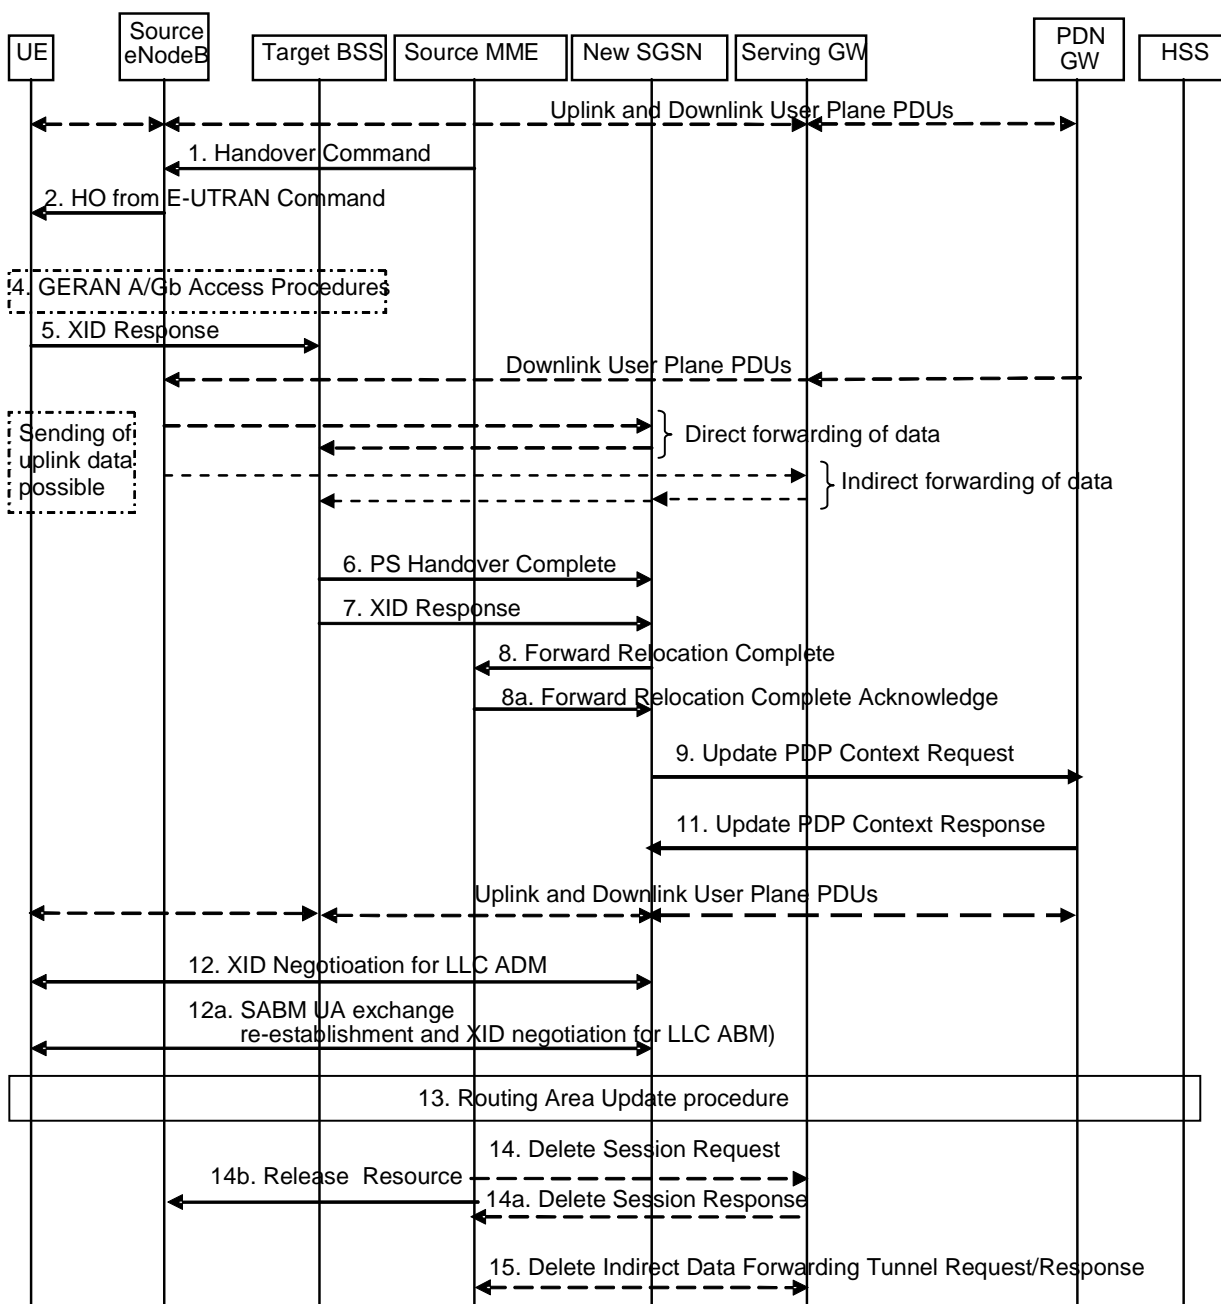 Source
eNodeB
UE
Target BSS
Source MME
New SGSN
Serving GW
PDN
GW
HSS
Uplink and Downlink User Plane PDUs
1. Handover Command
2. HO from E-UTRAN Command
4. GERAN A/Gb Access Procedures
5. XID Response
Downlink User Plane PDUs
Sending of
uplink data
possible
Direct forwarding of data
Indirect forwarding of data
6. PS Handover Complete
7. XID Response
8. Forward Relocation Complete
8a. Forward Relocation Complete Acknowledge
9. Update PDP Context Request
11. Update PDP Context Response
Uplink and Downlink User Plane PDUs
12. XID Negotioation for LLC ADM
12a. SABM UA exchange
re-establishment and XID negotiation for LLC ABM)
13. Routing Area Update procedure
14. Delete Session Request
14b. Release Resource
14a. Delete Session Response
15. Delete Indirect Data Forwarding Tunnel Request/Response